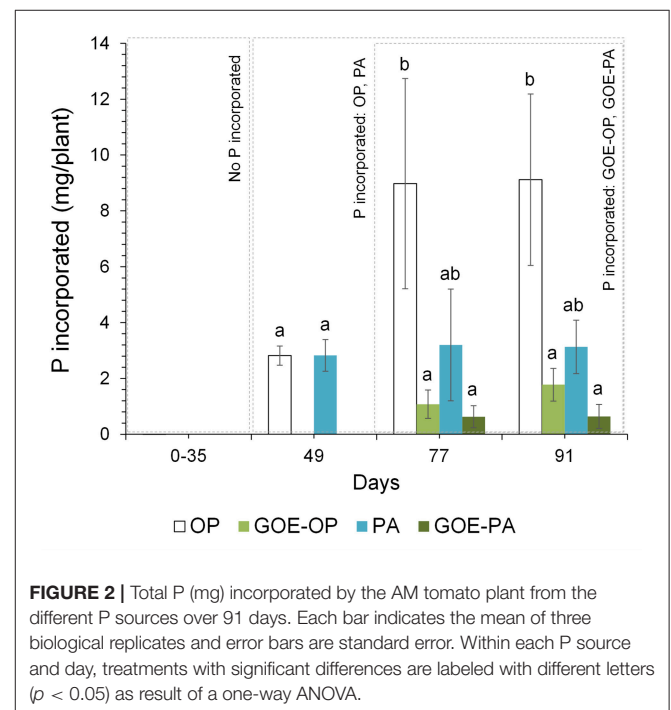 14
12
10
8
6
4
2
0
P incorporated (mg/plant)
No P incorporated
P incorporated: OP, PA
P incorporated: GOE-OP, GOE-PA
a
a
b
a
ab
a
b
a
ab
a
0-35
49
77
91
Days
OP
GOE-OP
PA
GOE-PA
FIGURE 2 | Total P (mg) incorporated by the AM tomato plant from the
different P sources over 91 days. Each bar indicates the mean of three
biological replicates and error bars are standard error. Within each P source
and day, treatments with significant differences are labeled with different letters
(p < 0.05) as result of a one-way ANOVA.